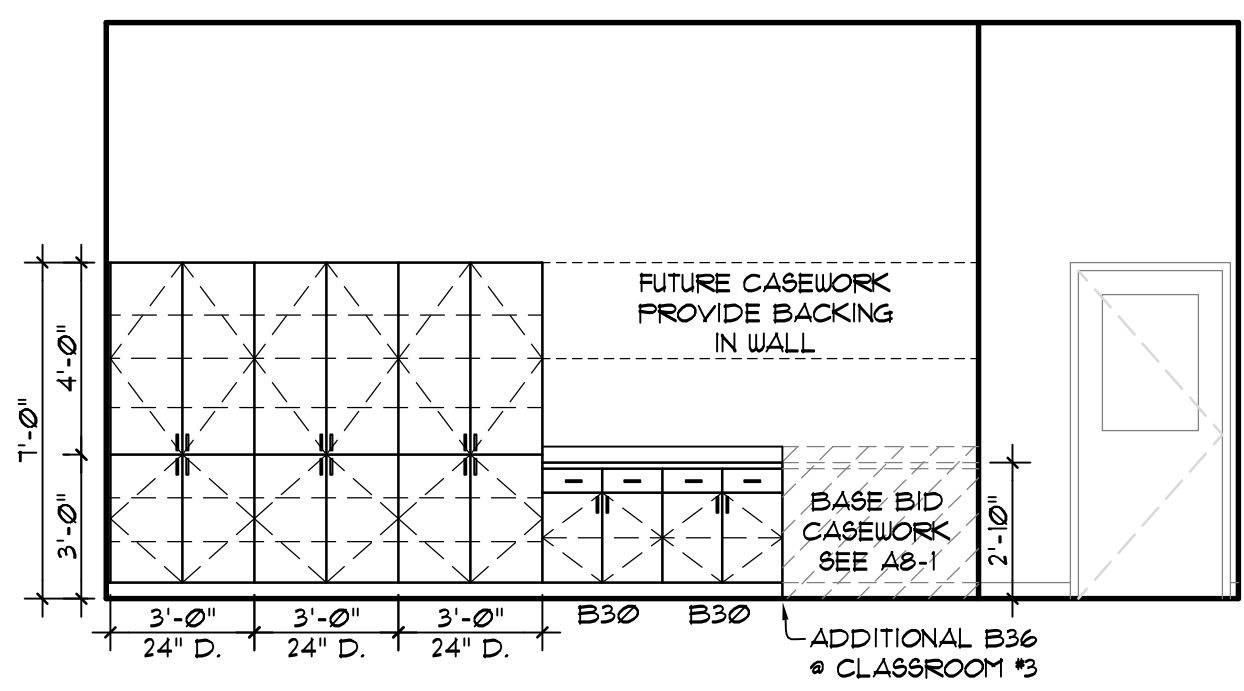 FUTURE CASEWORK
PROVIDE BACKING
IN WALL
7'-0"
4'-0"
3'-0"
BASE BID
CASEWORK
SEE A8-1
2'-10"
3'-0"
3'-0"
3'-0"
B30
B30
24" D.
24" D.
24" D.
ADDITIONAL B36
@ CLASSROOM #3